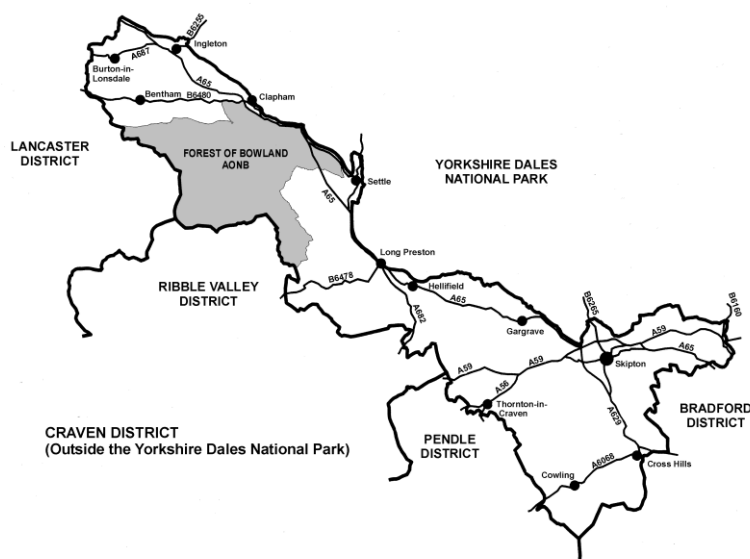 B6255
Ingleton
A687
Burton-in-
Lonsdale
A65
Bentham B6480
Clapham
LANCASTER
DISTRICT
FOREST OF BOWLAND
AONB
YORKSHIRE DALES
NATIONAL PARK
Settle
A65
Long Preston
RIBBLE VALLEY
DISTRICT
B6478
Hellifield
A65
B6265
B6160
A682
Gargrave
A59
A65
A59
A59
Skipton
A56
Thornton-in-
Craven
A629
BRADFORD
DISTRICT
CRAVEN DISTRICT
(Outside the Yorkshire Dales National Park)
PENDLE
DISTRICT
A6068
Cross Hills
Cowling